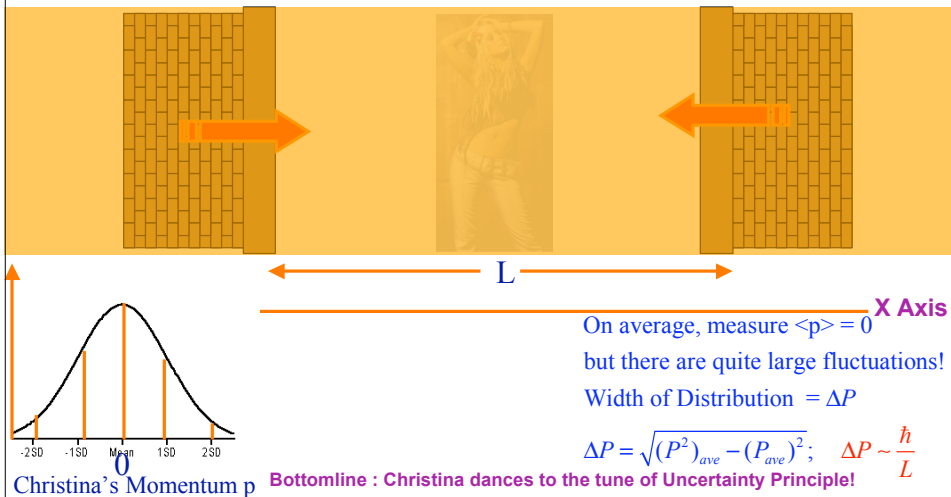 L
X Axis
On average, measure <p> = 0
but there are quite large fluctuations!
Width of Distribution = ΔP
ΔP = √((P²)ave − (Pave)²); ΔP ~ ħ/L
-2SD -1SD Mean 1SD 2SD
0
Christina's Momentum p
Bottomline : Christina dances to the tune of Uncertainty Principle!